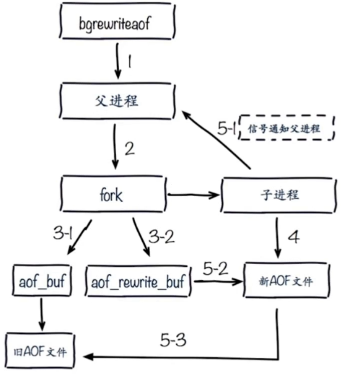 bgrewriteaof
1
父进程
5-1
信号通知父进程
2
fork
子进程
3-1
3-2
4
aof_buf
aof_rewrite_buf
5-2
新AOF文件
旧AOF文件
5-3